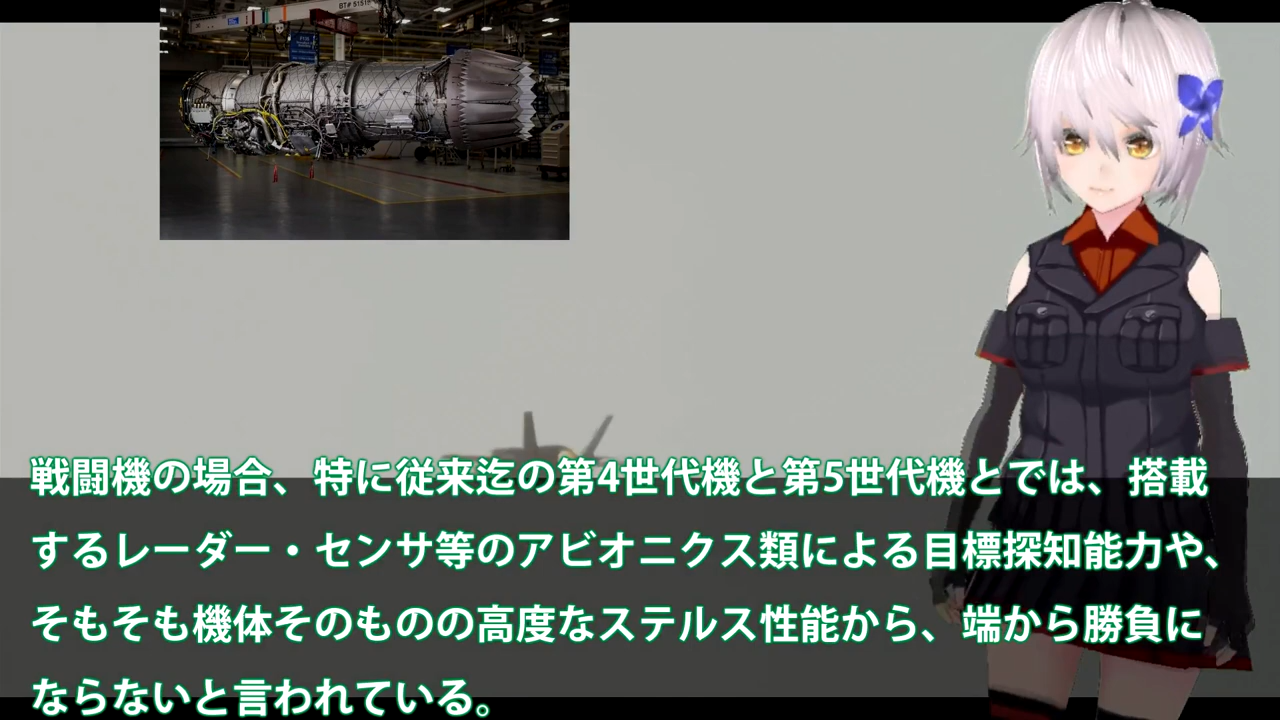 BT# 51515
戦闘機の場合、特に従来迄の第4世代機と第5世代機とでは、搭載
するレーダー・センサ等のアビオニクス類による目標探知能力や、
そもそも機体そのものの高度なステルス性能から、端から勝負に
ならないと言われている。